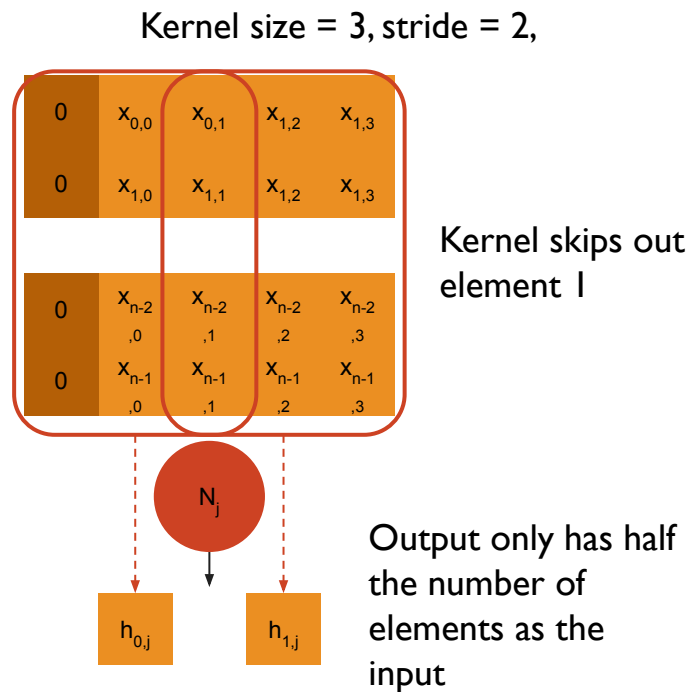 Kernel size = 3, stride = 2,
0 x0,0 x0,1 x1,2 x1,3
0 x1,0 x1,1 x1,2 x1,3
Kernel skips out
element 1
0 xn-2 xn-2 xn-2 xn-2
,0 ,1 ,2 ,3
0 xn-1 xn-1 xn-1 xn-1
,0 ,1 ,2 ,3
Nj
Output only has half
the number of
elements as the
input
h0,j h1,j